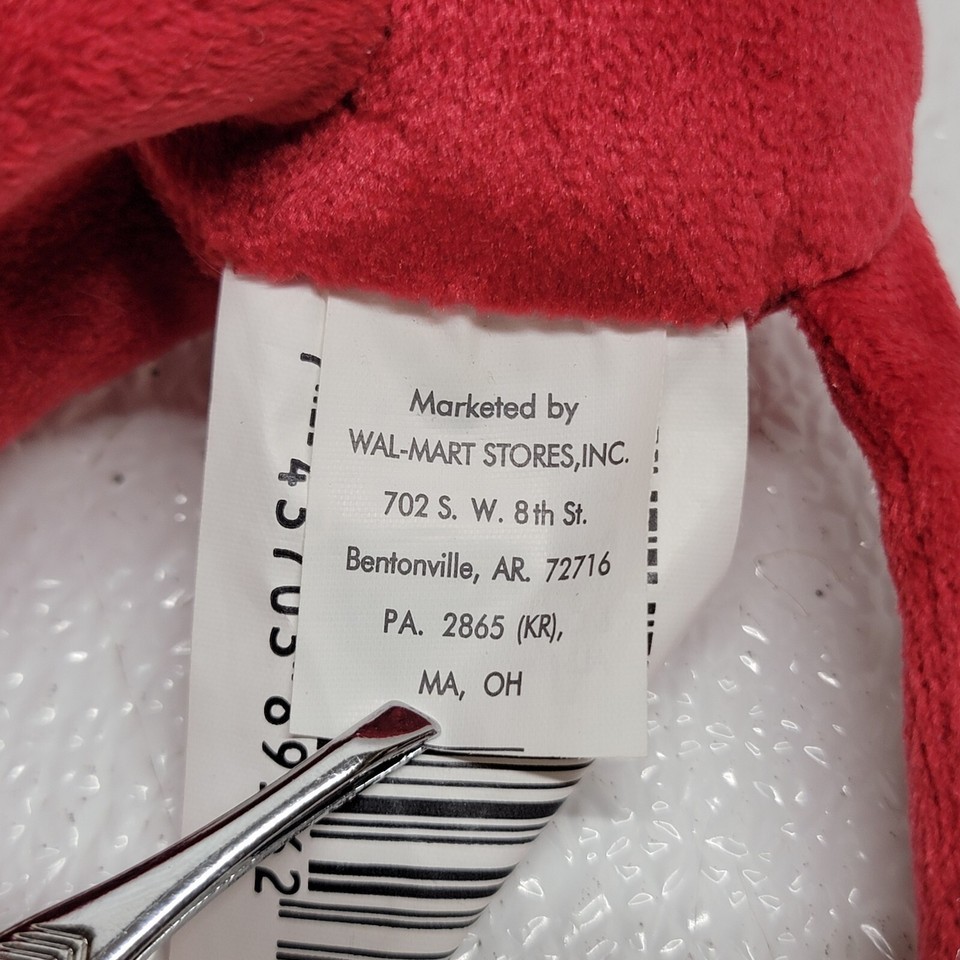 Marketed by
WAL-MART STORES,INC.
702 S. W. 8th St.
Bentonville, AR. 72716
PA. 2865 (KR),
MA, OH